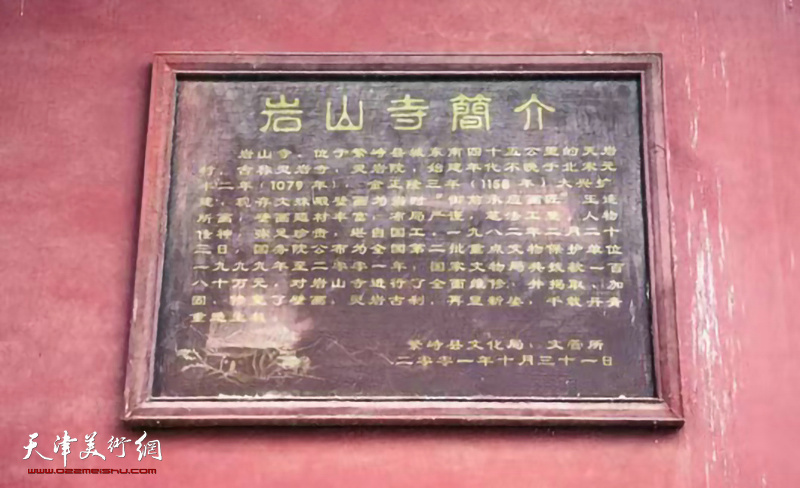 岩山寺简介
岩山寺,位于繁峙县城东南四十五公里的天岩
村,古称灵岩寺,灵岩院,始建年代不晚于北宋元
十二年(1079年),金正隆三年(1158年)大兴扩
建,现存文殊殿壁画为当时"御前承应画匠"王逵
所画,壁画题材丰富,布局严谨,笔 工重,人物
传神,实见珍贵,堪自国工,一九八二年二月二十
三日,国务院公布为全国第二批重点文物保护单位
一九九九年至二零零一年,国家文物局共拨款一百
八十万元,对岩山寺进行了全面维修,并揭取、加
固、修复了壁画,灵岩古刹,再呈新姿,千载丹青
重 生辉
繁峙县文化局、文管所
二零零一年十月三十一日
天津美術網
www.022meishu.com